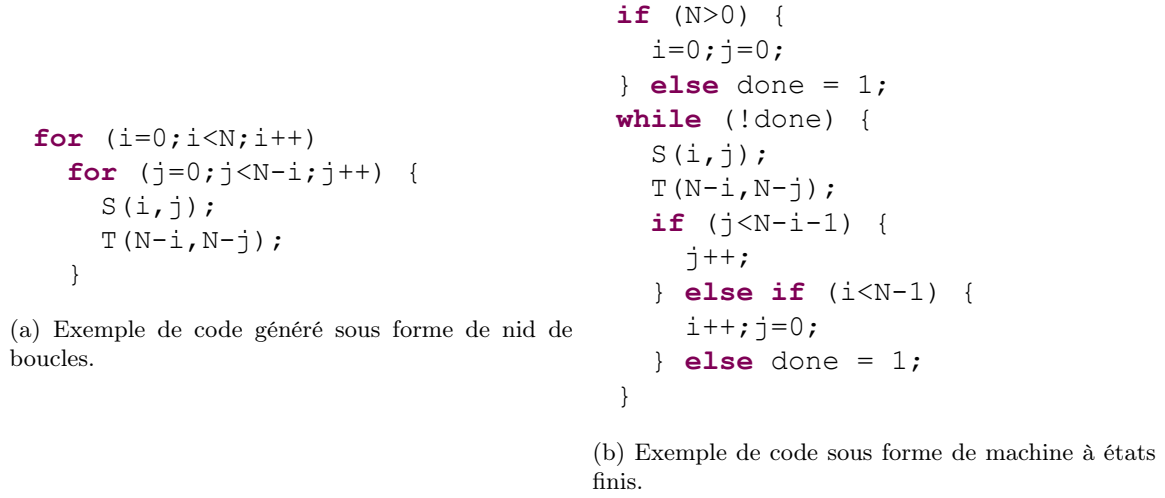 for (i=0;i<N;i++)
for (j=0;j<N-i;j++) {
S(i,j);
T(N-i,N-j);
}
(a) Exemple de code généré sous forme de nid de
boucles.
if (N>0) {
i=0;j=0;
} else done = 1;
while (!done) {
S(i,j);
T(N-i,N-j);
if (j<N-i-1) {
j++;
} else if (i<N-1) {
i++;j=0;
} else done = 1;
}
(b) Exemple de code sous forme de machine à états
finis.